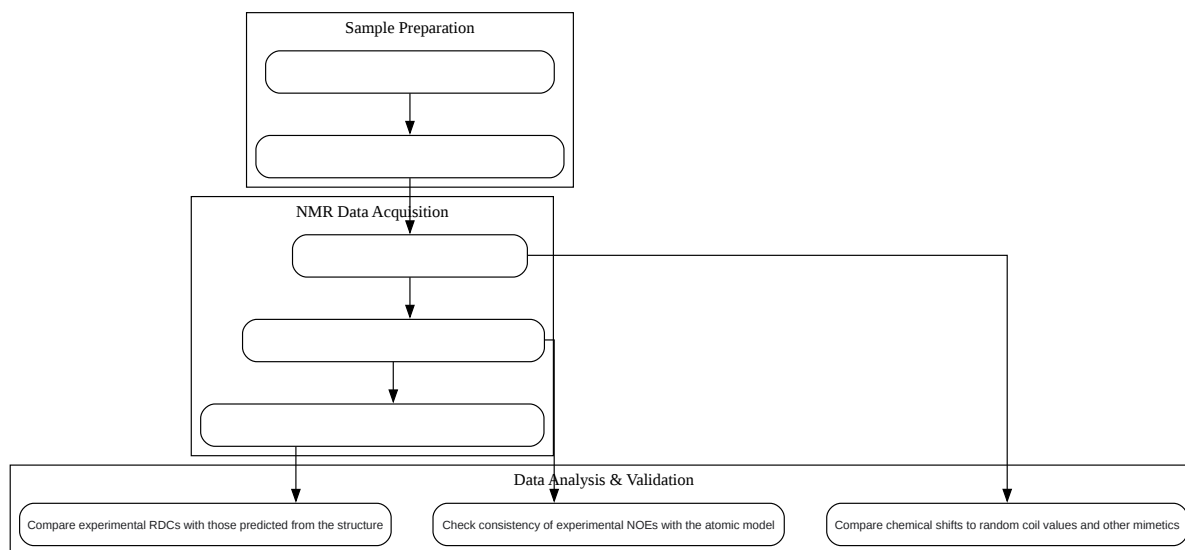 Sample Preparation
NMR Data Acquisition
Data Analysis & Validation
Compare experimental RDCs with those predicted from the structure
Check consistency of experimental NOEs with the atomic model
Compare chemical shifts to random coil values and other mimetics